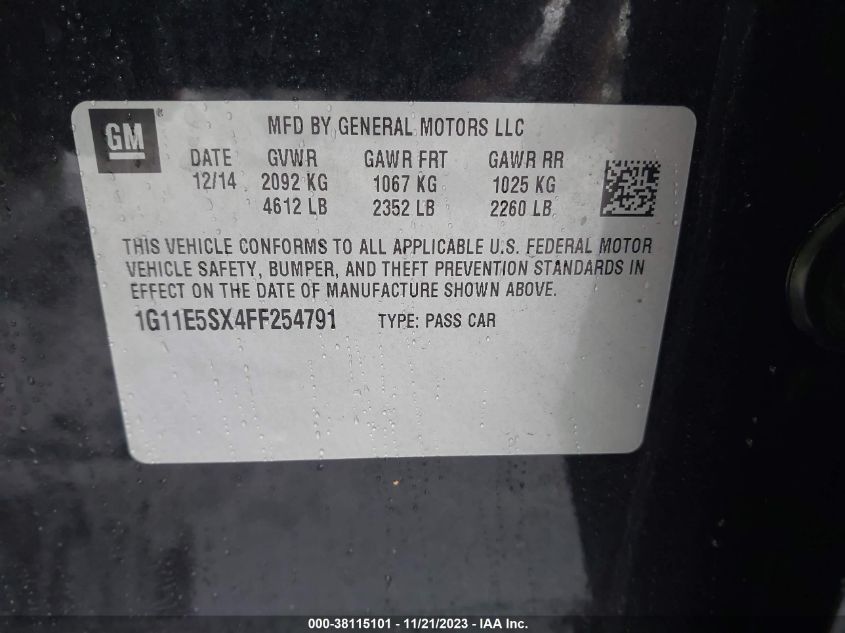 GM
MFD BY GENERAL MOTORS LLC
DATE GVWR GAWR FRT GAWR RR
12/14 2092 KG 1067 KG 1025 KG
4612 LB 2352 LB 2260 LB
THIS VEHICLE CONFORMS TO ALL APPLICABLE U.S. FEDERAL MOTOR
VEHICLE SAFETY, BUMPER, AND THEFT PREVENTION STANDARDS IN
EFFECT ON THE DATE OF MANUFACTURE SHOWN ABOVE.
1G11E5SX4FF254791 TYPE: PASS CAR
000-38115101 - 11/21/2023 - IAA Inc.